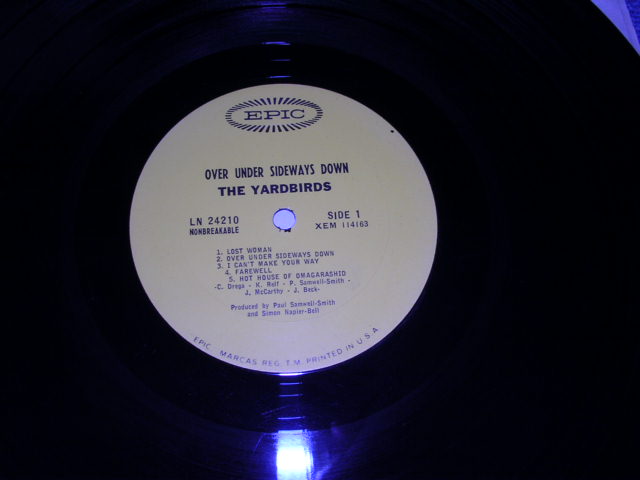 EPIC
OVER UNDER SIDEWAYS DOWN
THE YARDBIRDS
LN 24210
NONBREAKABLE
SIDE 1
XEM 114163
1. LOST WOMAN
2. OVER UNDER SIDEWAYS DOWN
3. I CAN'T MAKE YOUR WAY
4. FAREWELL
5. HOT HOUSE OF OMAGARASHID
-C. Drega - K. Relf - P. Samwell-Smith -
J. McCarthy - J. Beck-
Produced by Paul Samwell-Smith
and Simon Napier-Bell
EPIC MARCAS REG. T.M. PRINTED IN U.S.A.